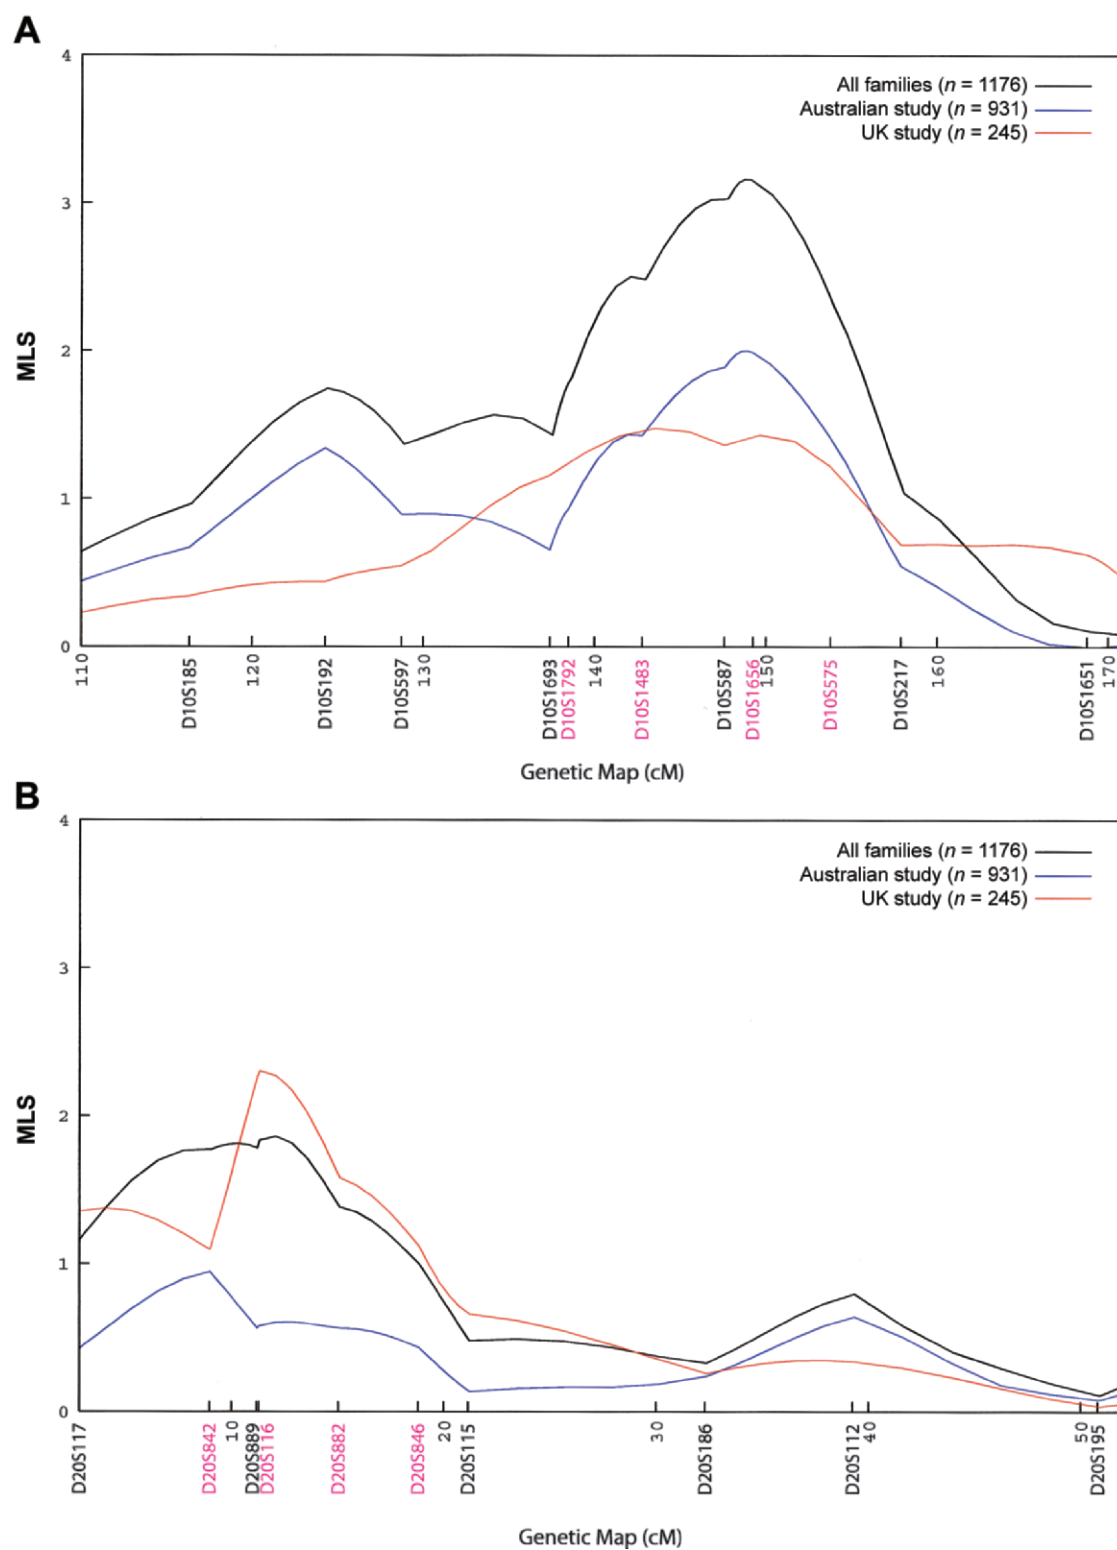 A
4
All families (n = 1176)
Australian study (n = 931)
UK study (n = 245)
3
MLS
2
1
0
110
D10S185
120
D10S192
D10S597
130
D10S1693
D10S1792
140
D10S1483
D10S587
D10S1656
150
D10S575
D10S217
160
D10S1651
170
Genetic Map (cM)
B
4
All families (n = 1176)
Australian study (n = 931)
UK study (n = 245)
3
MLS
2
1
0
D20S117
D20S842
10
D20S889
D20S116
D20S882
D20S846
20
D20S115
30
D20S186
D20S112
40
50
D20S195
Genetic Map (cM)